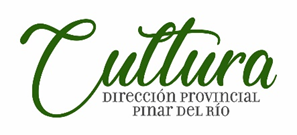 Cultura
DIRECCIÓN PROVINCIAL
PINAR DEL RÍO